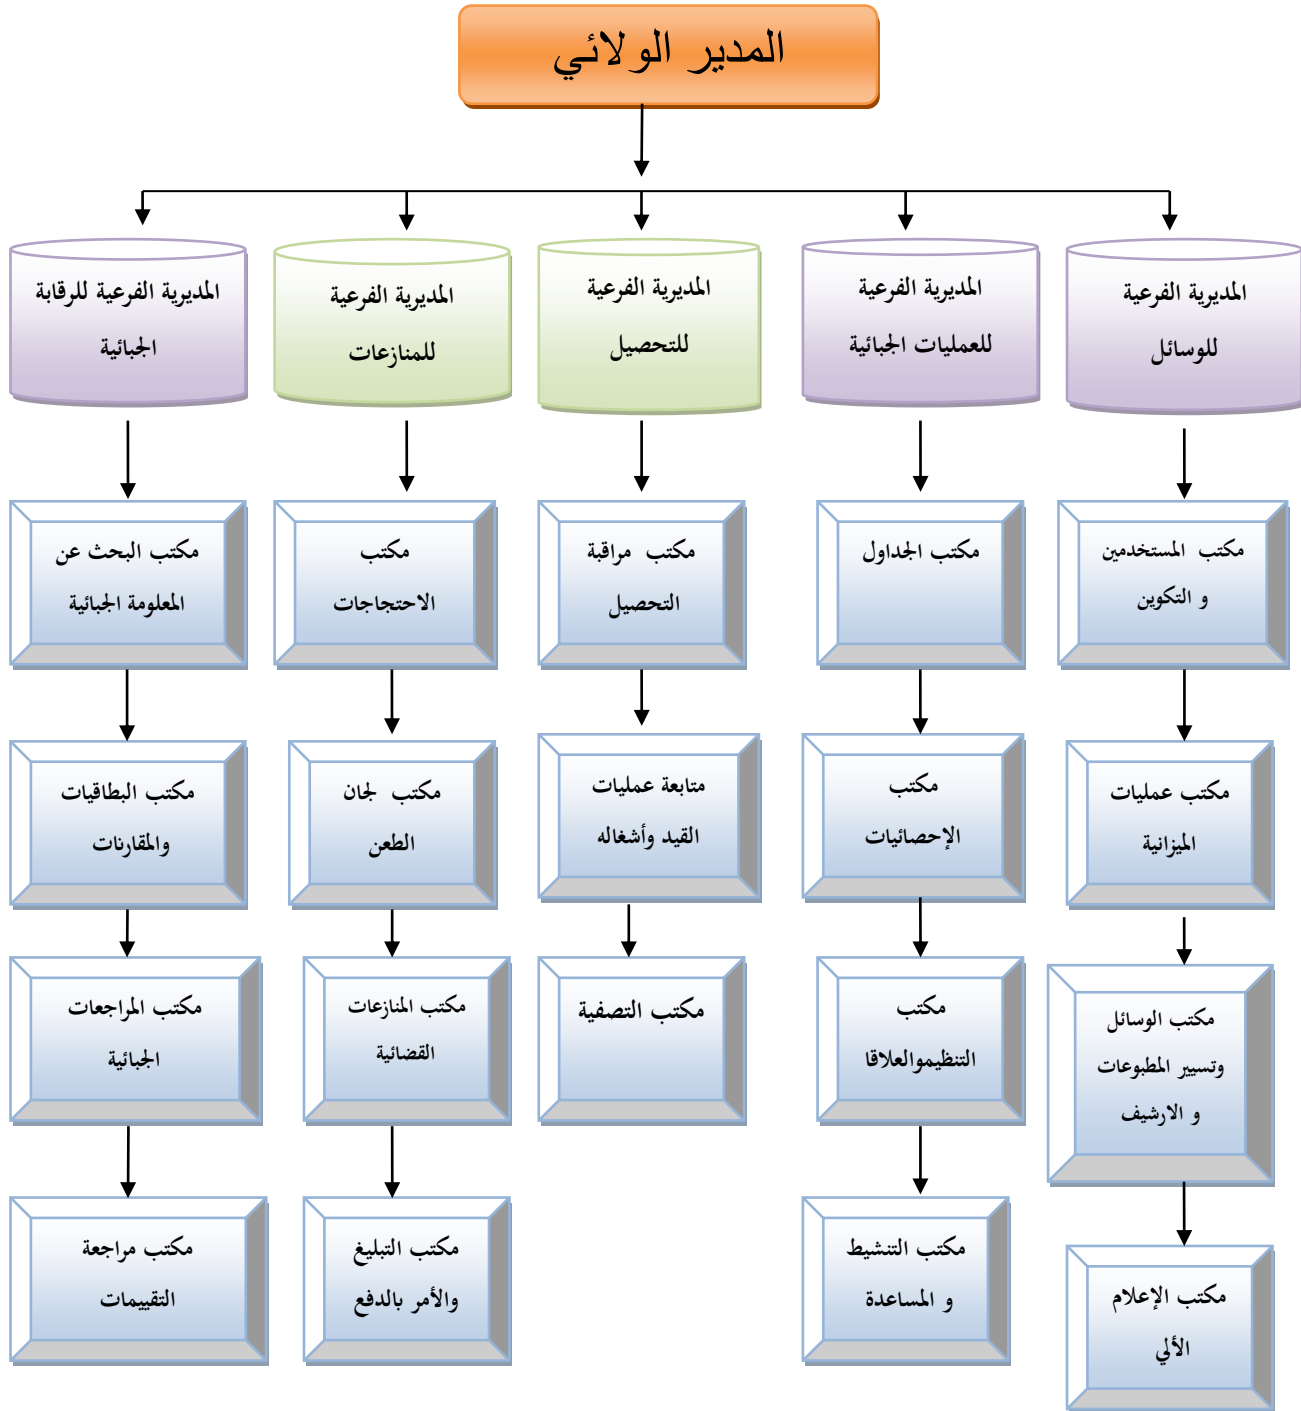 المدير الولائي
المديرية الفرعية
للوسائل
المديرية الفرعية
للعمليات الجبائية
المديرية الفرعية
للتحصيل
المديرية الفرعية
للمنازعات
المديرية الفرعية للرقابة
الجبائية
مكتب المستخدمين
و التكوين
مكتب الجداول
مكتب مراقبة
التحصيل
مكتب
الاحتجاجات
مكتب البحث عن
المعلومة الجبائية
مكتب عمليات
الميزانية
مكتب
الإحصائيات
متابعة عمليات
القيد وأشغاله
مكتب لجان
الطعن
مكتب البطاقيات
والمقارنات
مكتب الوسائل
وتسيير المطبوعات
و الارشيف
مكتب
التنظيموالعلاقا
مكتب التصفية
مكتب المنازعات
القضائية
مكتب المراجعات
الجبائية
مكتب الإعلام
الألي
مكتب التنشيط
و المساعدة
مكتب التبليغ
والأمر بالدفع
مكتب مراجعة
التقييمات